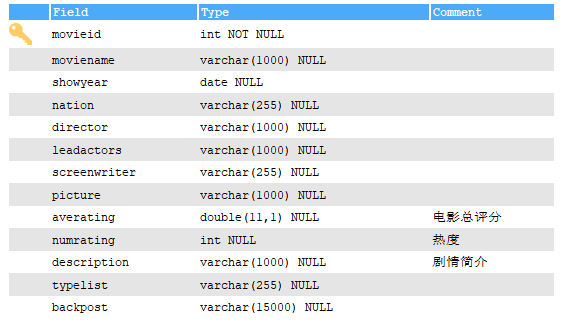 Field Type Comment
movieid int NOT NULL
moviename varchar(1000) NULL
showyear date NULL
nation varchar(255) NULL
director varchar(1000) NULL
leadactors varchar(1000) NULL
screenwriter varchar(255) NULL
picture varchar(1000) NULL
averating double(11,1) NULL 电影总评分
numrating int NULL 热度
description varchar(1000) NULL 剧情简介
typelist varchar(255) NULL
backpost varchar(15000) NULL